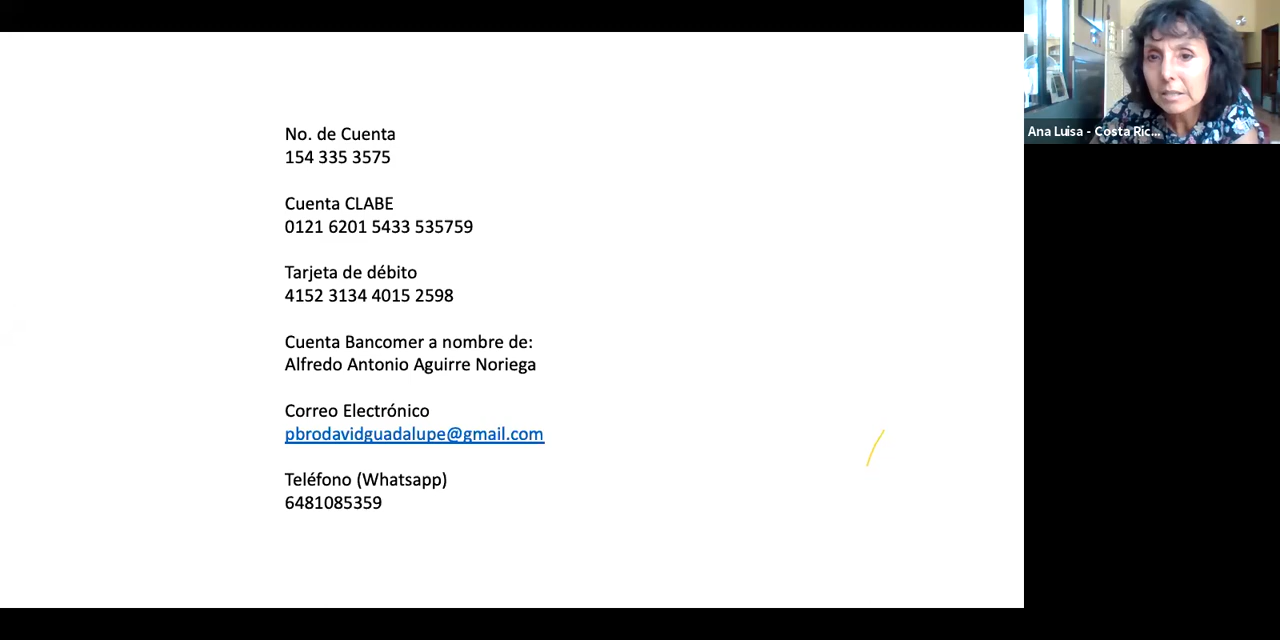 No. de Cuenta
154 335 3575
Cuenta CLABE
0121 6201 5433 535759
Tarjeta de débito
4152 3134 4015 2598
Cuenta Bancomer a nombre de:
Alfredo Antonio Aguirre Noriega
Correo Electrónico
pbrodavidguadalupe@gmail.com
Teléfono (Whatsapp)
6481085359
Ana Luisa - Costa Ric...